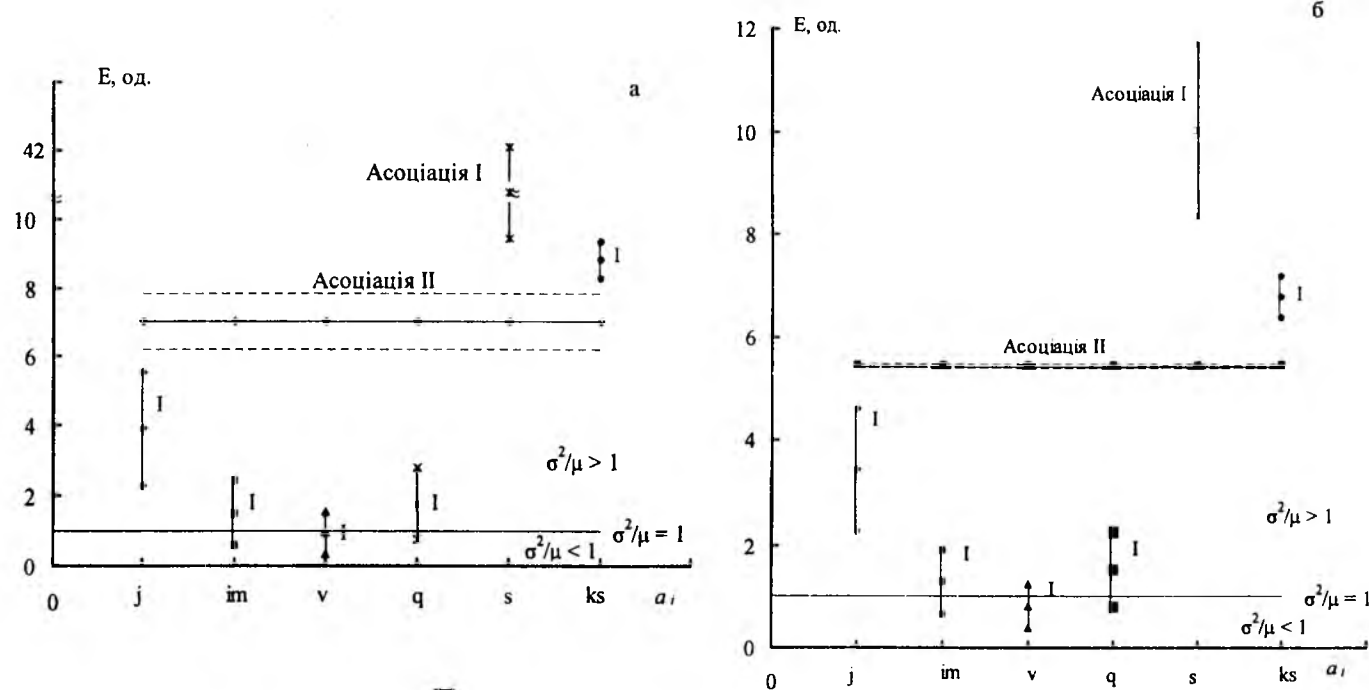 Е, од.
а
42
Асоціація I
10
I
Асоціація II
8
6
I
4
σ²/μ > 1
2
I
I
I
σ²/μ = 1
σ²/μ < 1
0
0
j
im
v
q
s
ks
a i
б
12
Е, од.
Асоціація I
10
8
I
6
Асоціація II
I
4
σ²/μ > 1
2
I
I
I
σ²/μ = 1
σ²/μ < 1
0
0
j
im
v
q
s
ks
a i